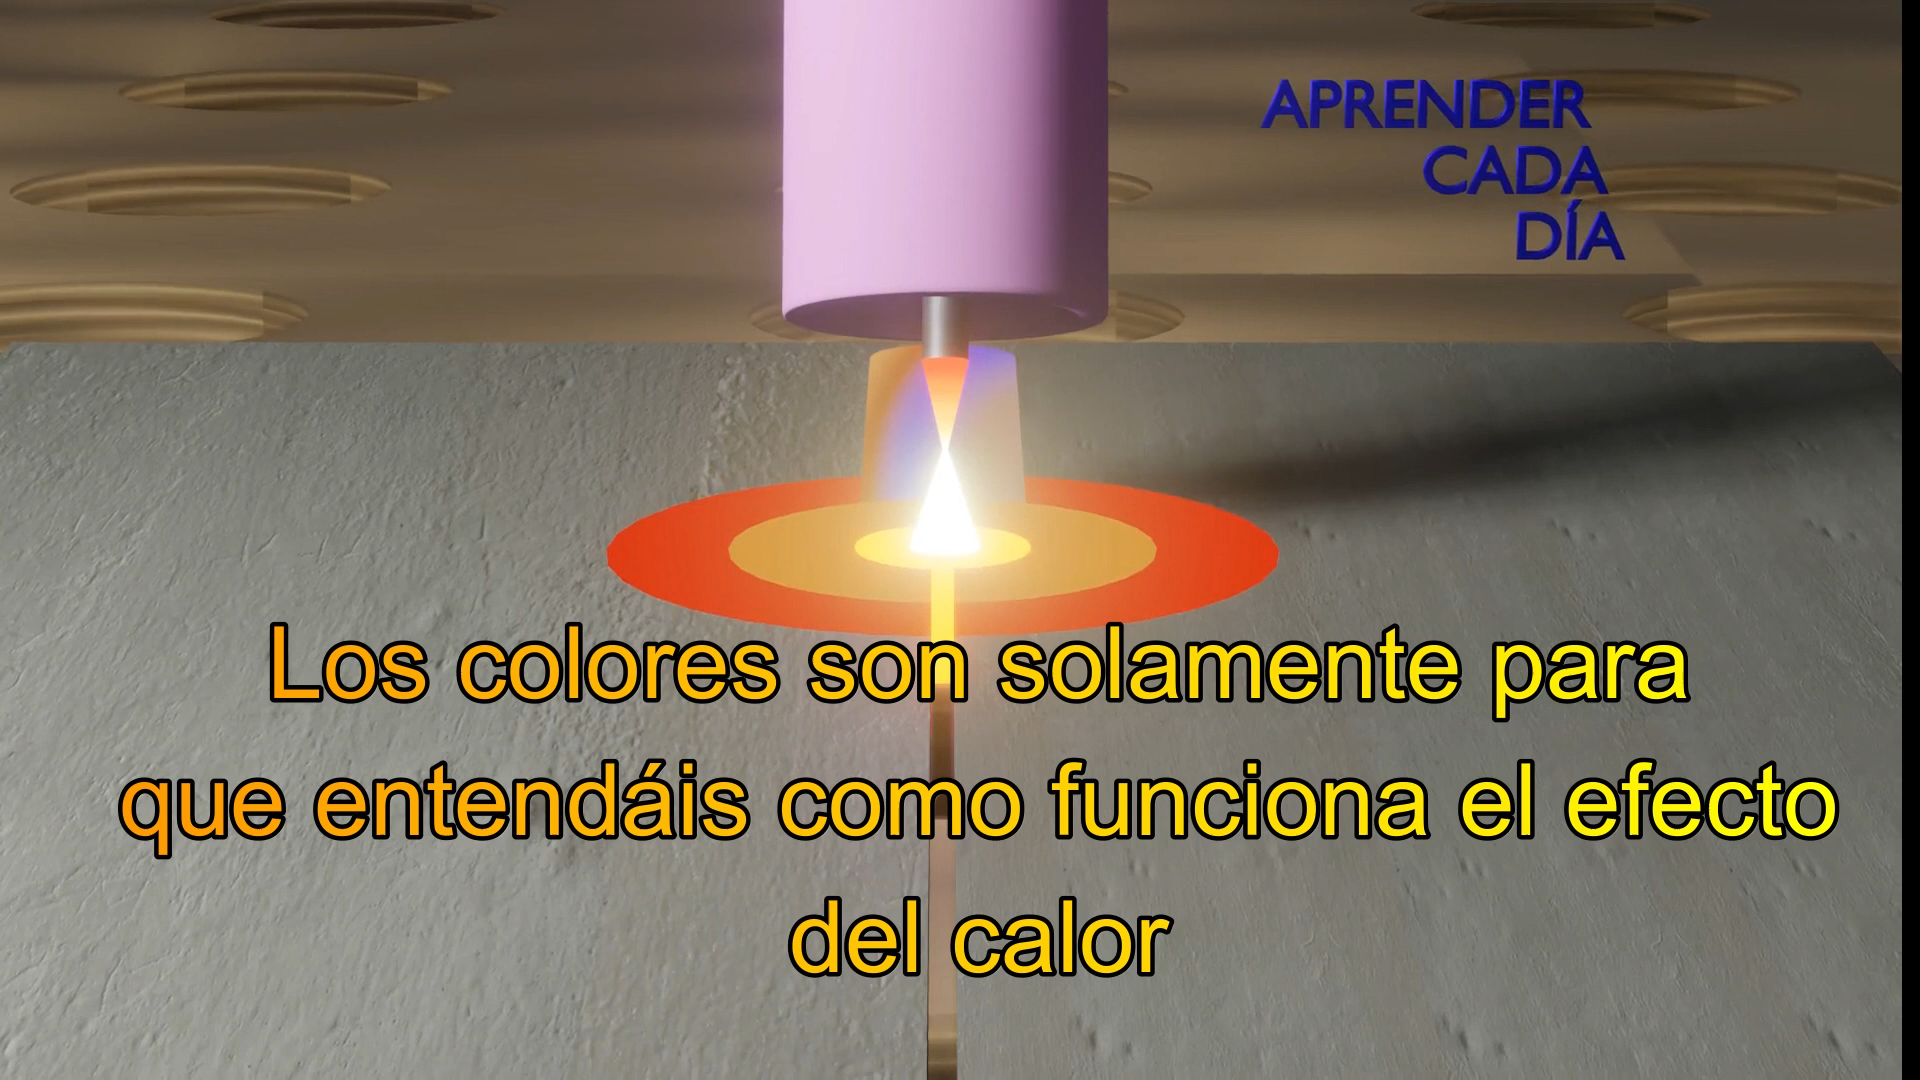 APRENDER
CADA
DÍA
Los colores son solamente para
que entendáis como funciona el efecto
del calor